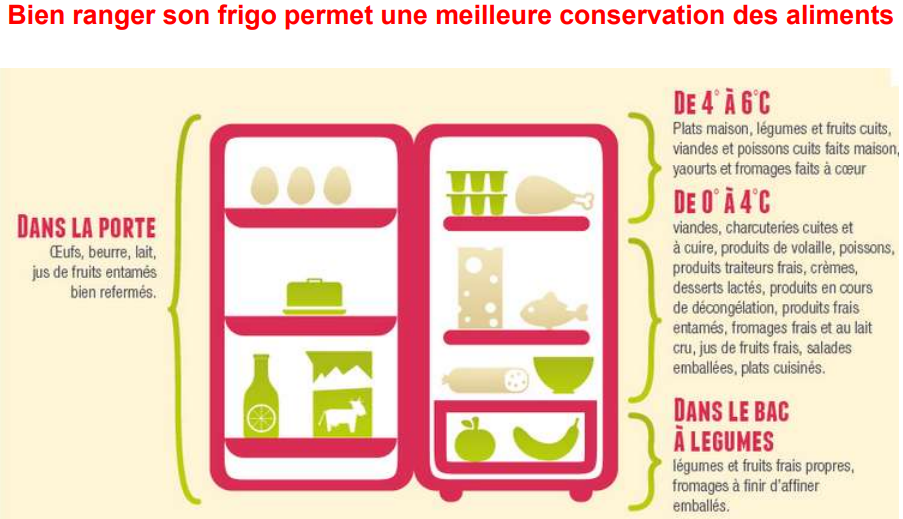 Bien ranger son frigo permet une meilleure conservation des aliments
DANS LA PORTE
Œufs, beurre, lait,
jus de fruits entamés
bien refermés.
DE 4° À 6°C
Plats maison, légumes et fruits cuits,
viandes et poissons cuits faits maison,
yaourts et fromages faits à cœur
DE 0° À 4°C
viandes, charcuteries cuites et
à cuire, produits de volaille, poissons,
produits traiteurs frais, crèmes,
desserts lactés, produits en cours
de décongélation, produits frais
entamés, fromages frais et au lait
cru, jus de fruits frais, salades
emballées, plats cuisinés.
DANS LE BAC
À LEGUMES
légumes et fruits frais propres,
fromages à finir d'affiner
emballés.